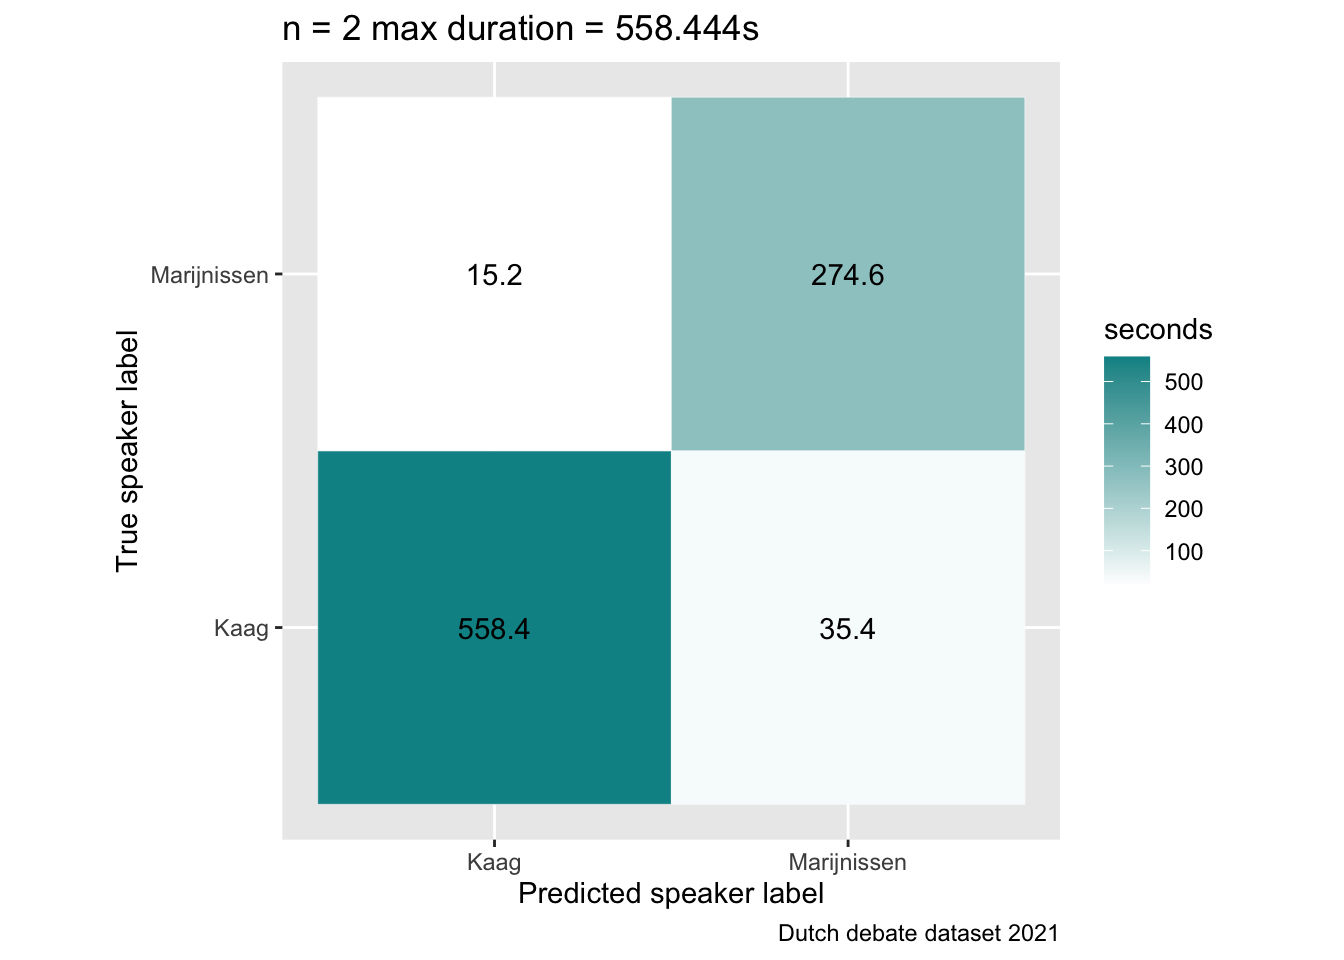 n = 2 max duration = 558.444s
True speaker label
Marijnissen
15.2
274.6
Kaag
558.4
35.4
Kaag
Marijnissen
Predicted speaker label
seconds
500
400
300
200
100
Dutch debate dataset 2021